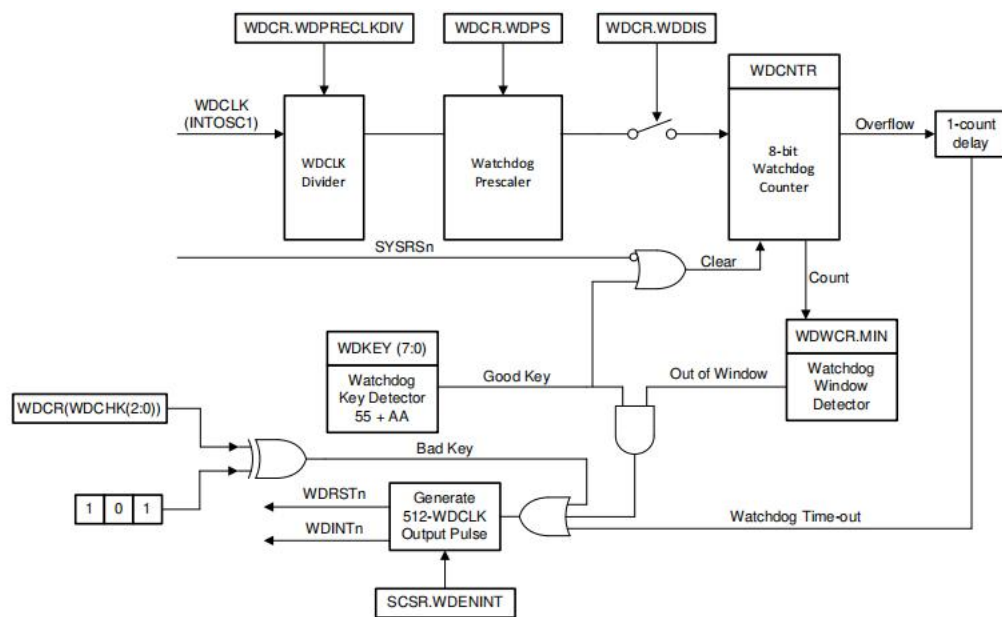 WDCR.WDPRECLKDIV
WDCR.WDPS
WDCR.WDDIS
WDCNTR
WDCLK
(INTOSC1)
WDCLK
Divider
Watchdog
Prescaler
8-bit
Watchdog
Counter
Overflow
1-count
delay
SYSRSn
Clear
Count
WDKEY (7:0)
Watchdog
Key Detector
55 + AA
Good Key
Out of Window
WDWCR.MIN
Watchdog
Window
Detector
WDCR(WDCHK(2:0))
Bad Key
1 0 1
WDRSTn
WDINTn
Generate
512-WDCLK
Output Pulse
Watchdog Time-out
SCSR.WDENINT